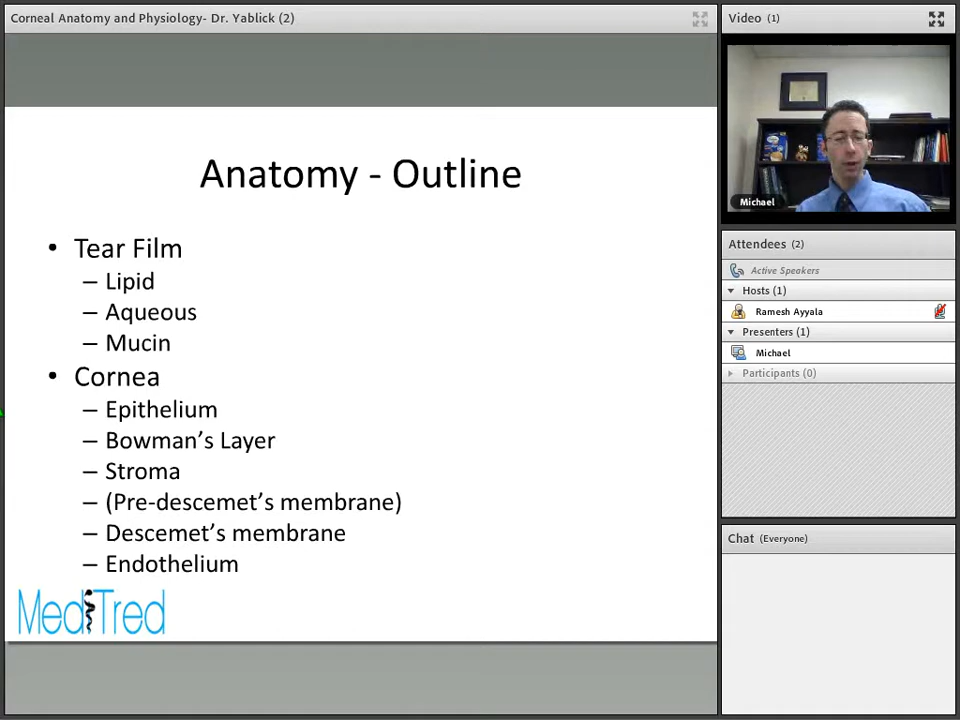 Corneal Anatomy and Physiology- Dr. Yablick (2)
Anatomy - Outline
• Tear Film
– Lipid
– Aqueous
– Mucin
• Cornea
– Epithelium
– Bowman's Layer
– Stroma
– (Pre-descemet's membrane)
– Descemet's membrane
– Endothelium
MediTred
Video (1)
Michael
Attendees (2)
Active Speakers
Hosts (1)
Ramesh Ayyala
Presenters (1)
Michael
Participants (0)
Chat (Everyone)